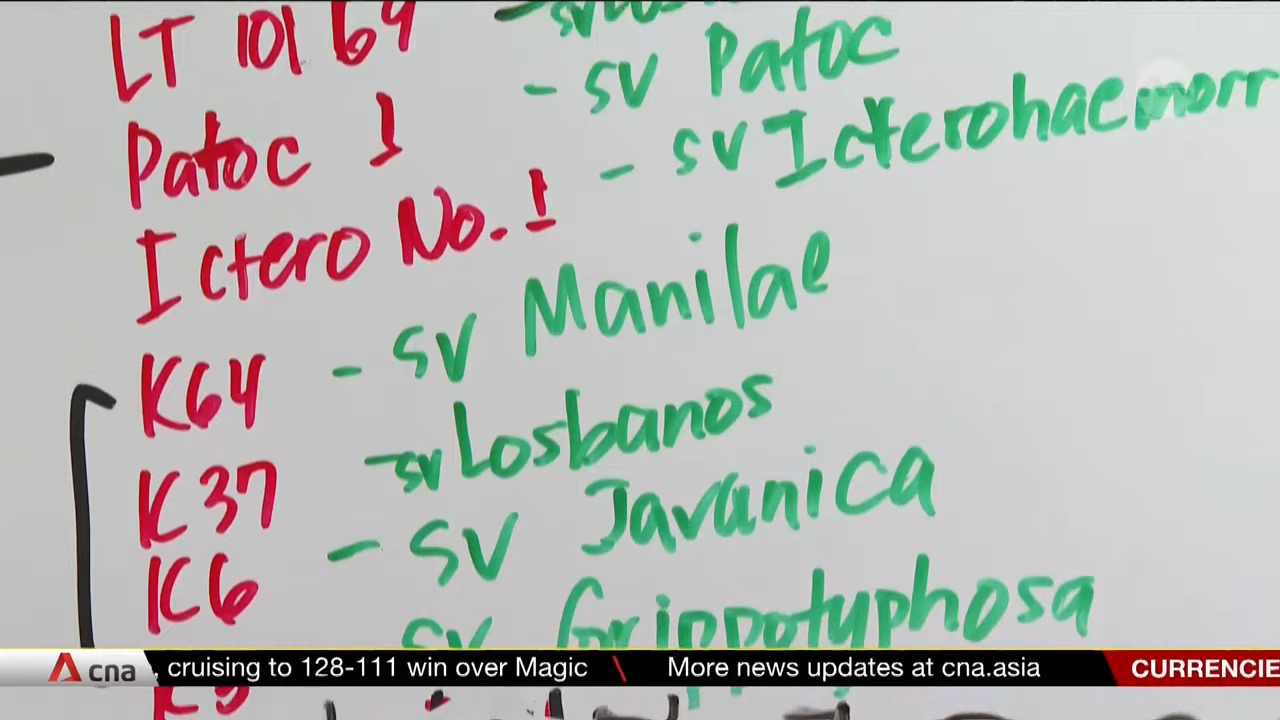 LT 101 69
Patoc I - sv Patoc
Ictero No. 1 - sv Icterohaemorr
K64 - sv Manilae
K37 - sv Losbanos
K6 - sv Javanica
sv Grippotyphosa
cna , cruising to 128-111 win over Magic \ More news updates at cna.asia CURRENCIE